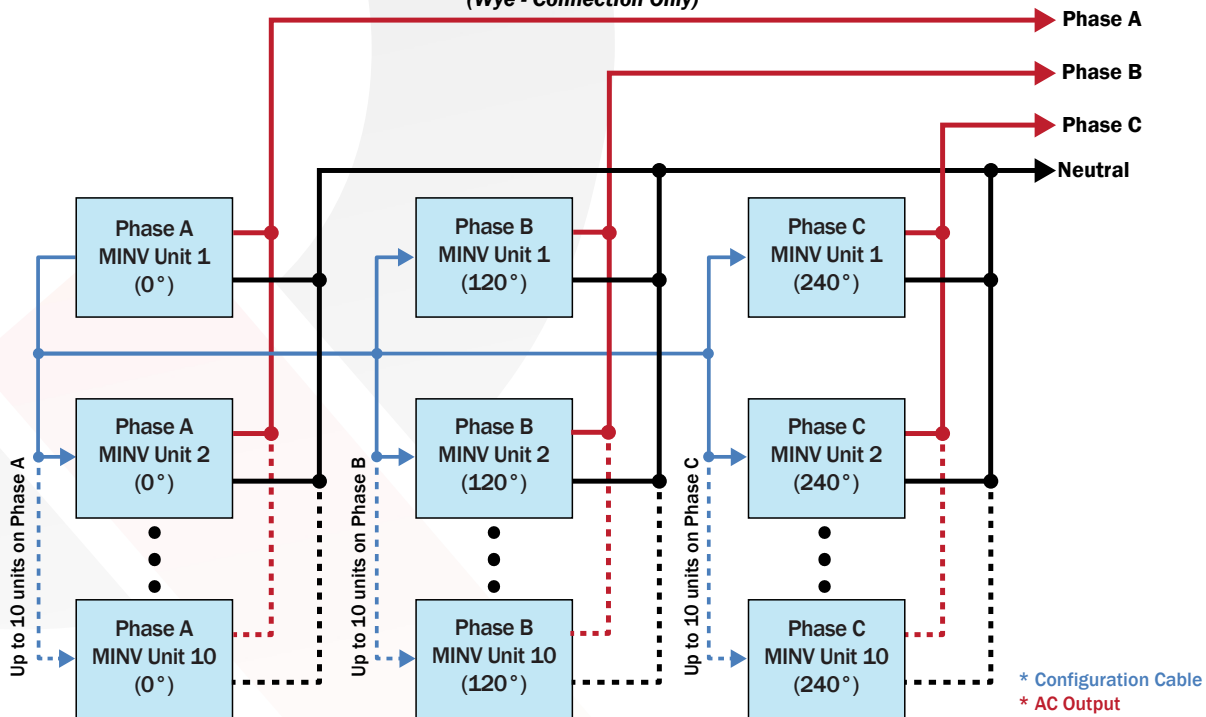 (Wye - Connection Only)
Phase A
Phase B
Phase C
Neutral
Phase A
MINV Unit 1
(0°)
Phase B
MINV Unit 1
(120°)
Phase C
MINV Unit 1
(240°)
Phase A
MINV Unit 2
(0°)
Phase B
MINV Unit 2
(120°)
Phase C
MINV Unit 2
(240°)
Up to 10 units on Phase A
Up to 10 units on Phase B
Up to 10 units on Phase C
Phase A
MINV Unit 10
(0°)
Phase B
MINV Unit 10
(120°)
Phase C
MINV Unit 10
(240°)
* Configuration Cable
* AC Output